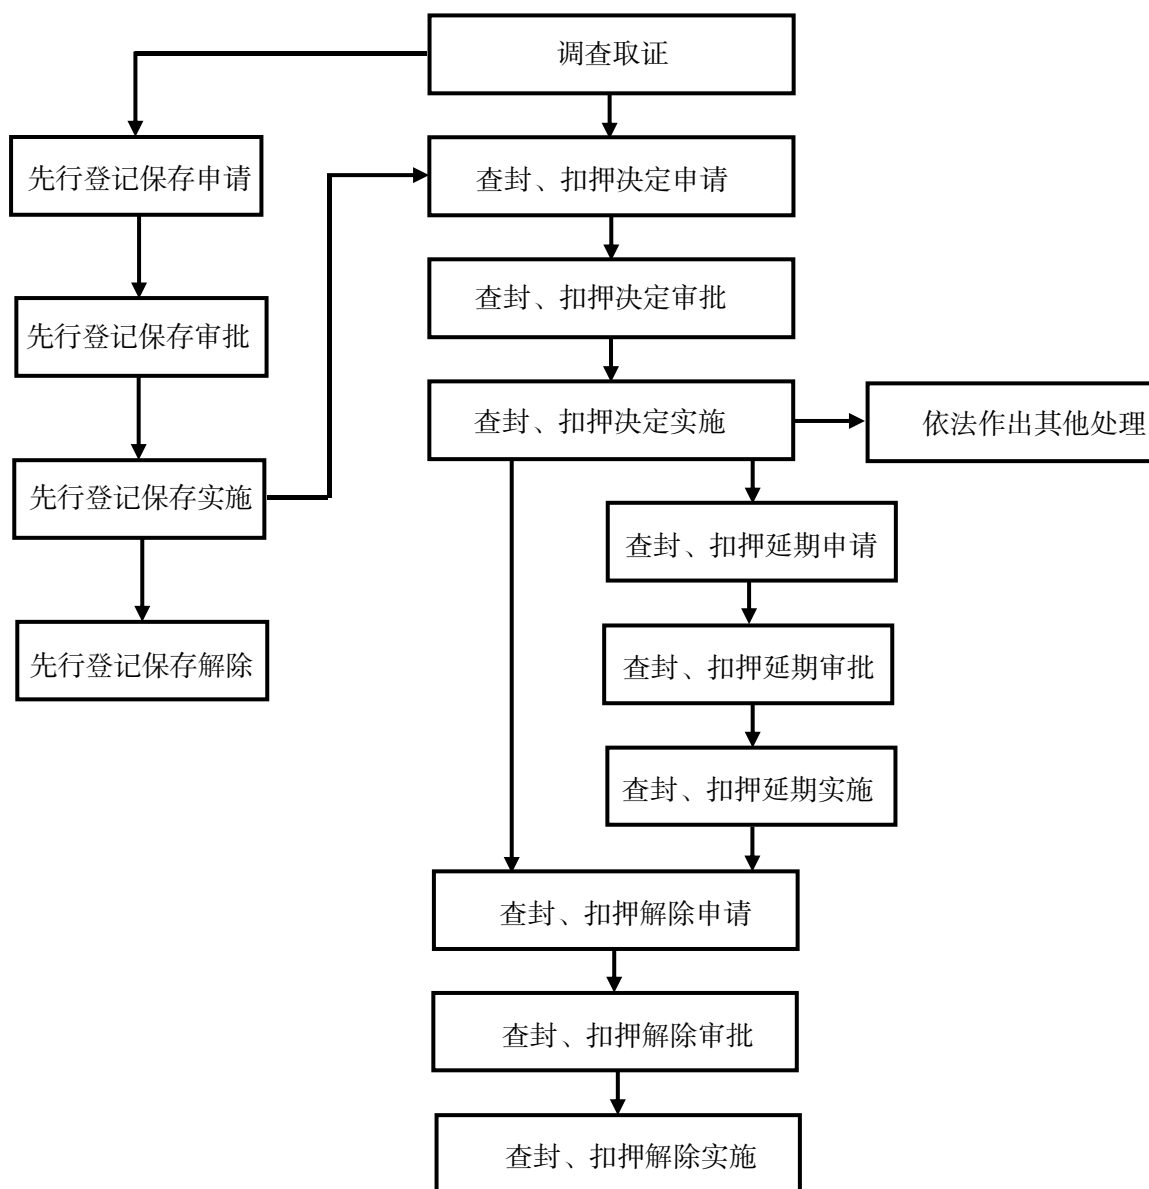 调查取证
先行登记保存申请
查封、扣押决定申请
查封、扣押决定审批
先行登记保存审批
查封、扣押决定实施
依法作出其他处理
先行登记保存实施
查封、扣押延期申请
先行登记保存解除
查封、扣押延期审批
查封、扣押延期实施
查封、扣押解除申请
查封、扣押解除审批
查封、扣押解除实施